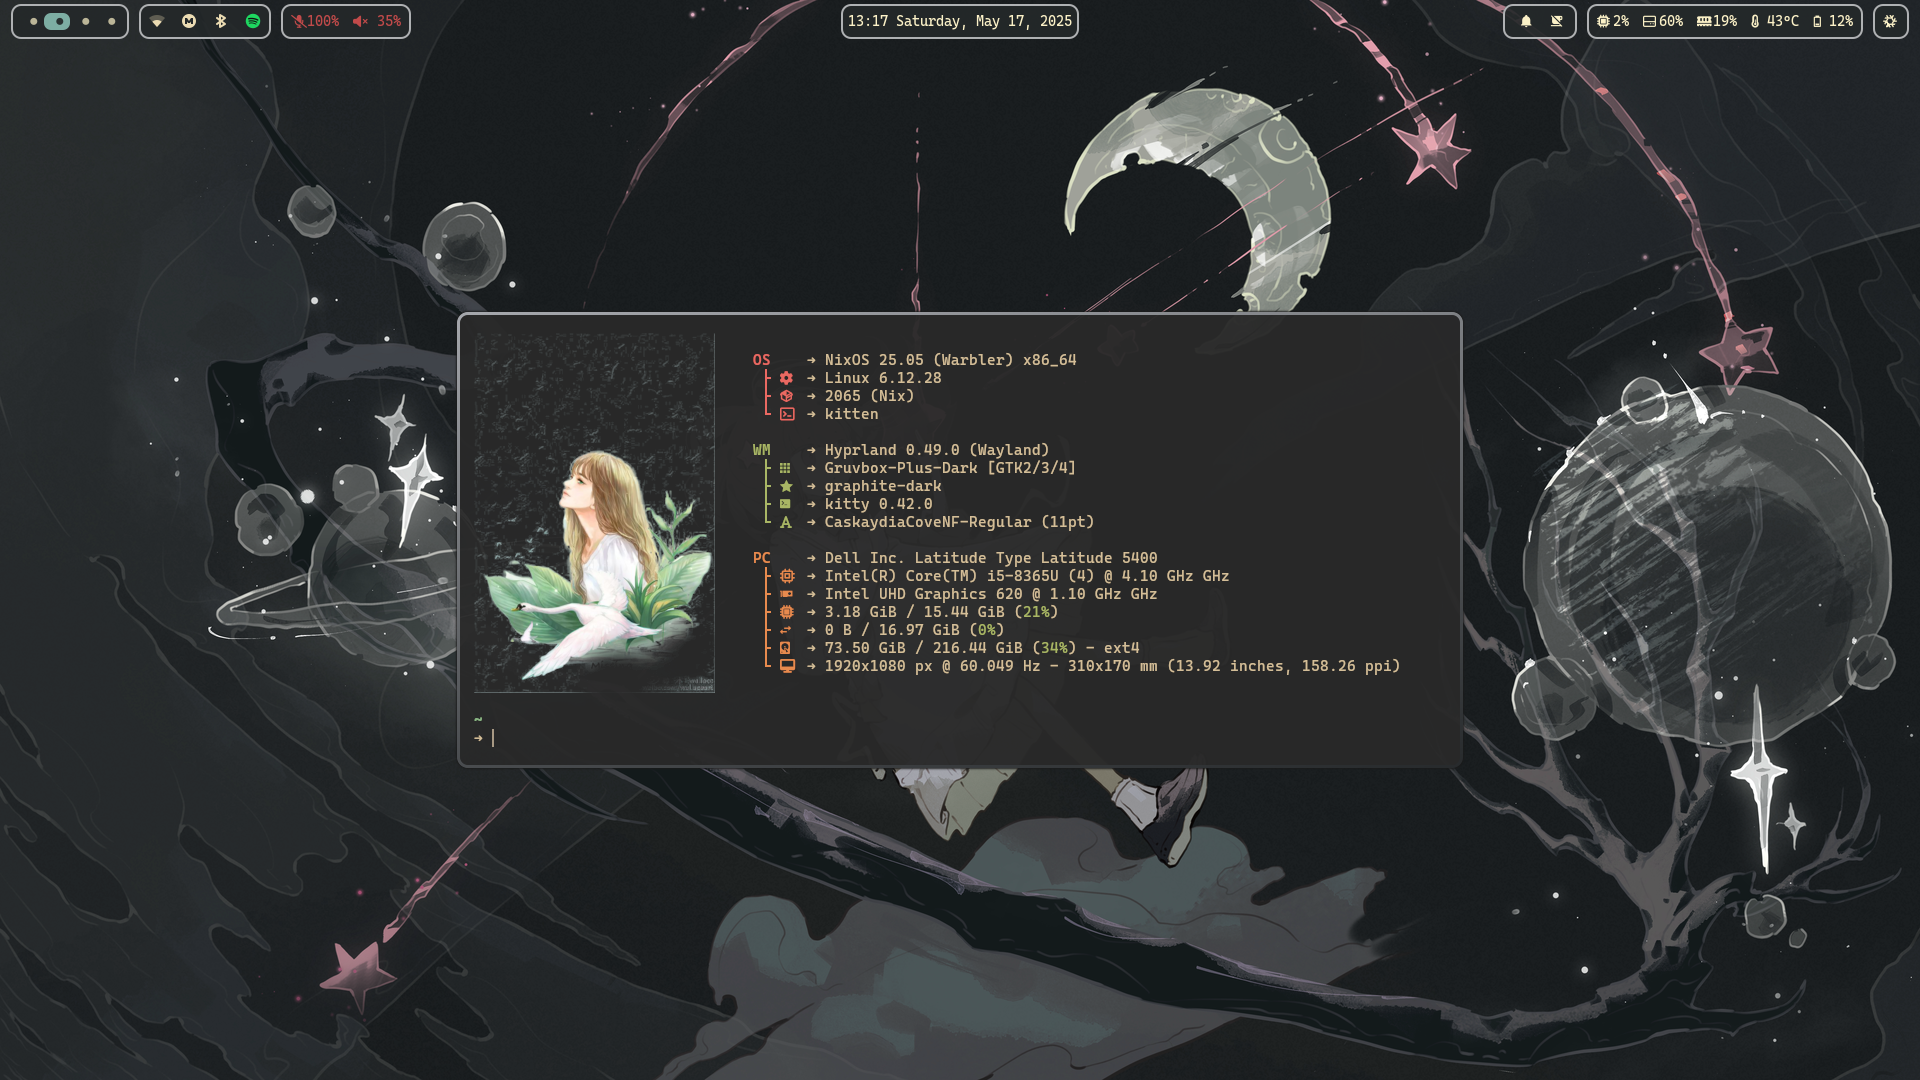 100% 35%
13:17 Saturday, May 17, 2025
2% 60% 19% 43°C 12%
OS → NixOS 25.05 (Warbler) x86_64
→ Linux 6.12.28
→ 2065 (Nix)
→ kitten
WM → Hyprland 0.49.0 (Wayland)
→ Gruvbox-Plus-Dark [GTK2/3/4]
→ graphite-dark
→ kitty 0.42.0
→ CaskaydiaCoveNF-Regular (11pt)
PC → Dell Inc. Latitude Type Latitude 5400
→ Intel(R) Core(TM) i5-8365U (4) @ 4.10 GHz GHz
→ Intel UHD Graphics 620 @ 1.10 GHz GHz
→ 3.18 GiB / 15.44 GiB (21%)
→ 0 B / 16.97 GiB (0%)
→ 73.50 GiB / 216.44 GiB (34%) - ext4
→ 1920x1080 px @ 60.049 Hz - 310x170 mm (13.92 inches, 158.26 ppi)
~
→